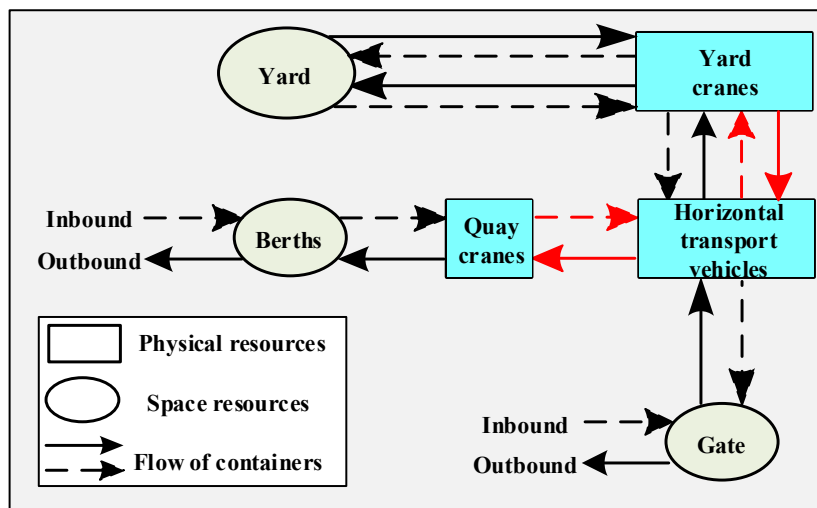 Yard
Yard
cranes
Inbound
Outbound
Berths
Quay
cranes
Horizontal
transport
vehicles
Physical resources
Space resources
Flow of containers
Inbound
Outbound
Gate